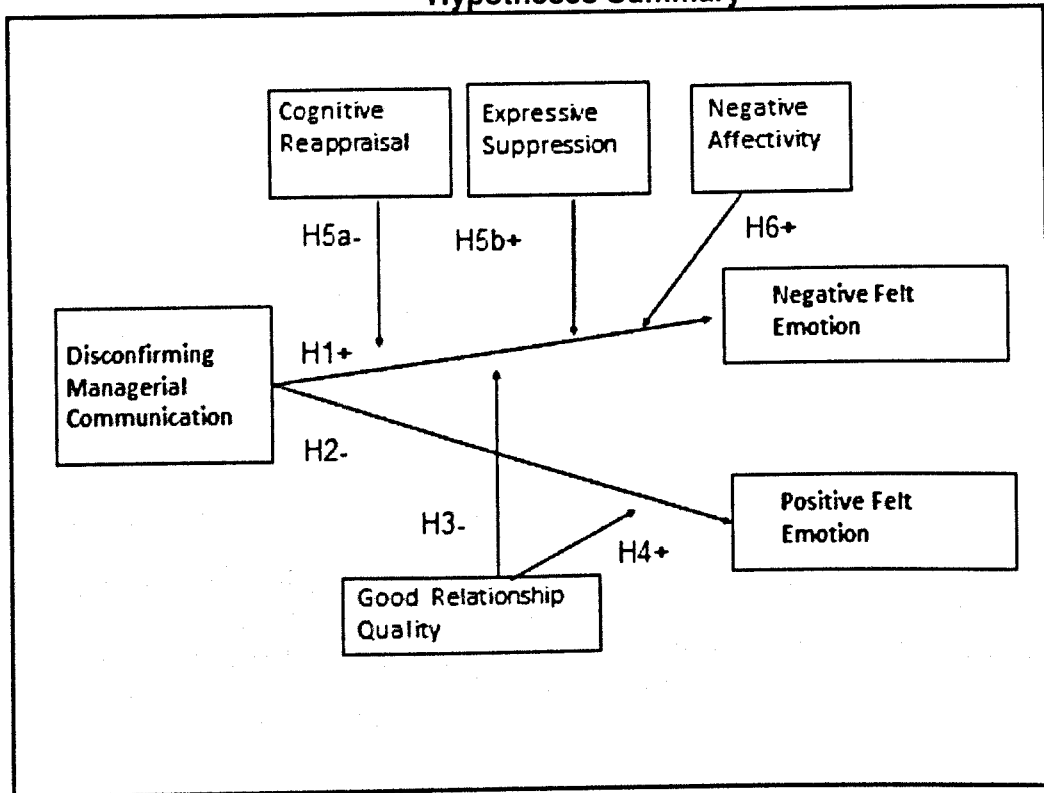 Hypotheses Summary
Cognitive
Reappraisal
Expressive
Suppression
Negative
Affectivity
H5a-
H5b+
H6+
Negative Felt
Emotion
Disconfirming
Managerial
Communication
H1+
H2-
H3-
H4+
Positive Felt
Emotion
Good Relationship
Quality